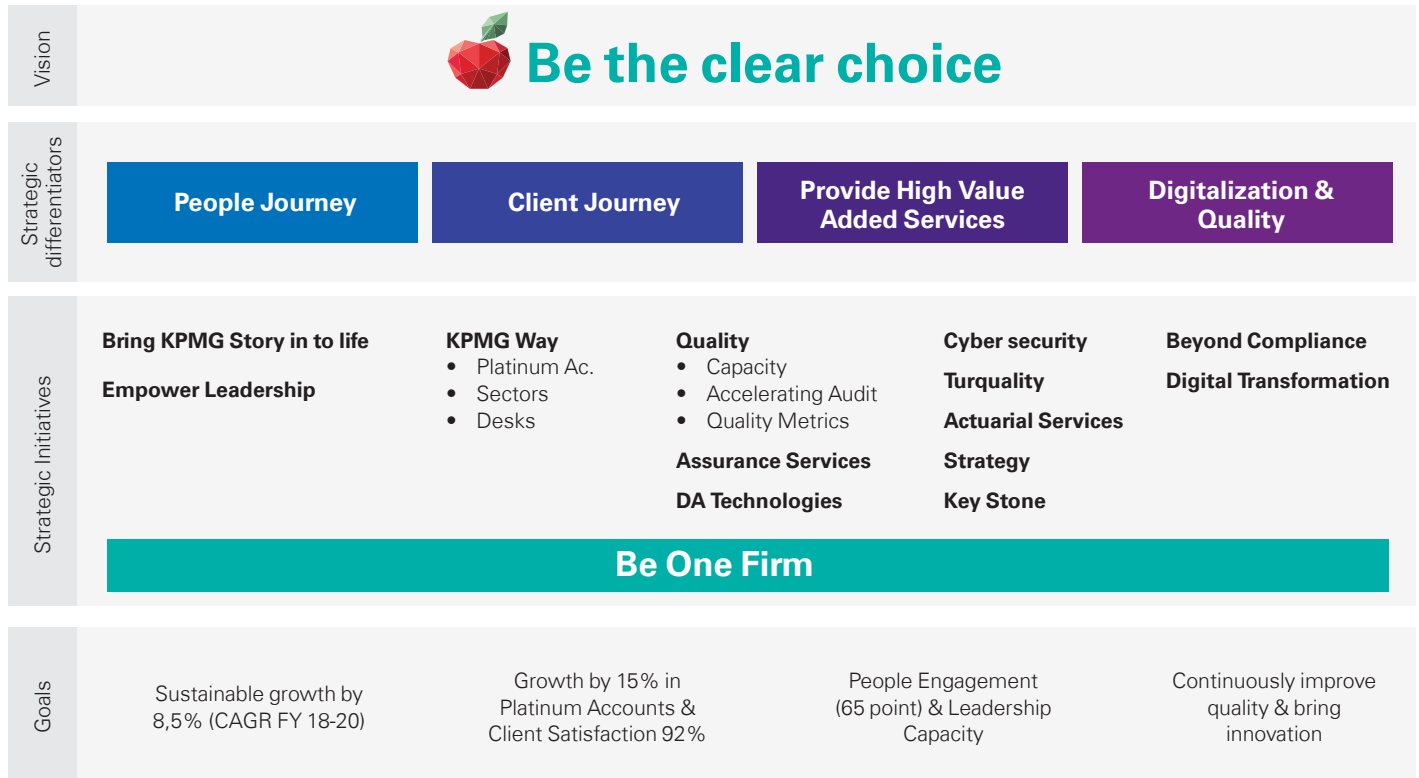 Vision
Be the clear choice
Strategic
differentiators
People Journey
Client Journey
Provide High Value
Added Services
Digitalization &
Quality
Strategic Initiatives
Bring KPMG Story in to life
Empower Leadership
KPMG Way
• Platinum Ac.
• Sectors
• Desks
Quality
• Capacity
• Accelerating Audit
• Quality Metrics
Assurance Services
DA Technologies
Cyber security
Turquality
Actuarial Services
Strategy
Key Stone
Beyond Compliance
Digital Transformation
Be One Firm
Goals
Sustainable growth by
8,5% (CAGR FY 18-20)
Growth by 15% in
Platinum Accounts &
Client Satisfaction 92%
People Engagement
(65 point) & Leadership
Capacity
Continuously improve
quality & bring
innovation